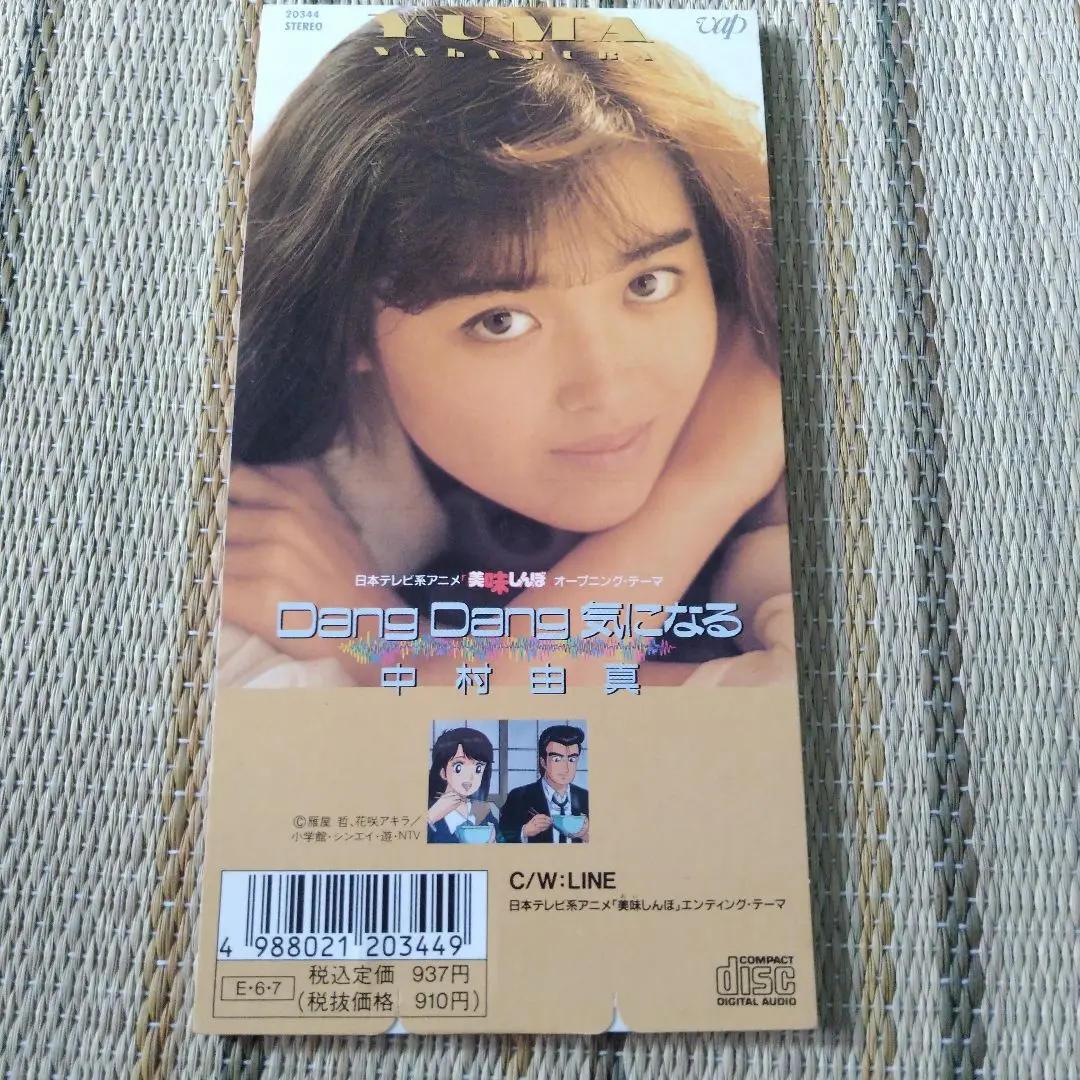 20344
STEREO
YUMA
NAKAMURA
vap
日本テレビ系アニメ「美味しんぼ」オープニング・テーマ
Dang Dang 気になる
中村由真
©雁屋 哲、花咲アキラ／
小学館・シンエイ・遊・NTV
C/W:LINE
日本テレビ系アニメ「美味しんぼ」エンディング・テーマ
4 988021 203449
E・6・7
税込定価 937円
(税抜価格 910円)
COMPACT
disc
DIGITAL AUDIO